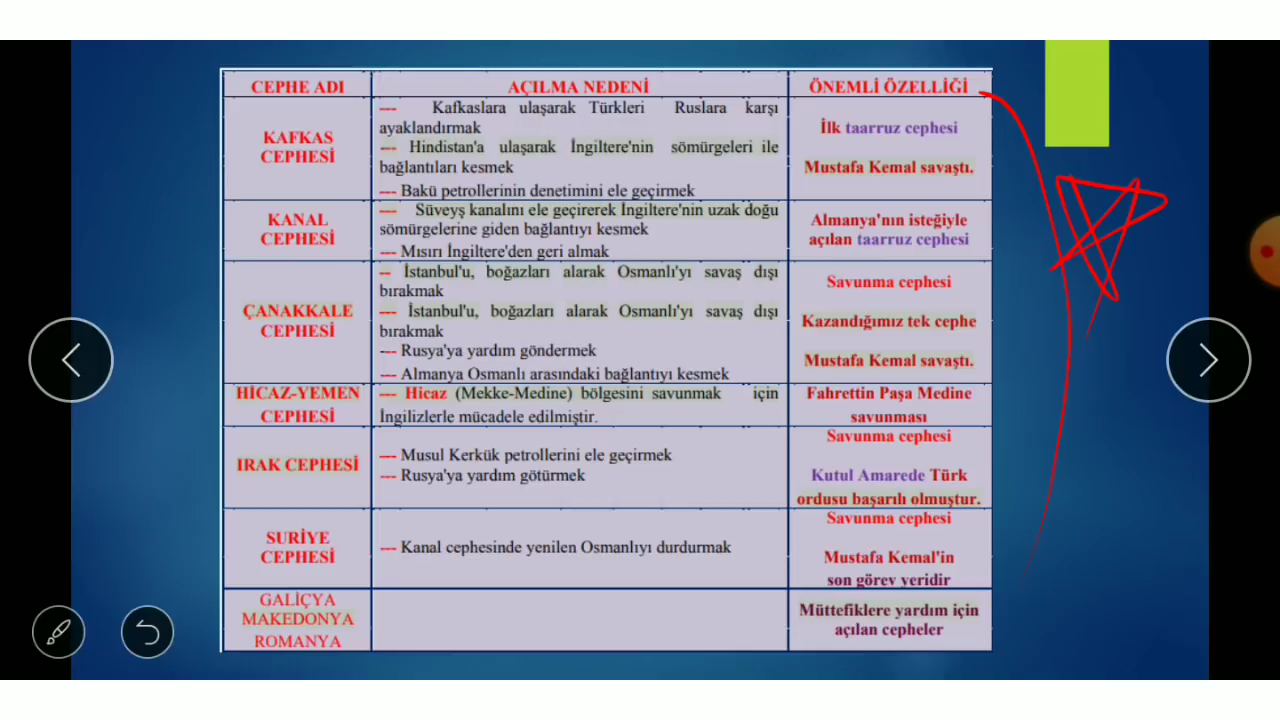 CEPHE ADI
AÇILMA NEDENİ
ÖNEMLİ ÖZELLİĞİ
KAFKAS
CEPHESİ
--- Kafkaslara ulaşarak Türkleri Ruslara karşı
ayaklandırmak
--- Hindistan'a ulaşarak İngiltere'nin sömürgeleri ile
bağlantıları kesmek
--- Bakü petrollerinin denetimini ele geçirmek
İlk taarruz cephesi
Mustafa Kemal savaştı.
KANAL
CEPHESİ
--- Süveyş kanalını ele geçirerek İngiltere'nin uzak doğu
sömürgelerine giden bağlantıyı kesmek
--- Mısırı İngiltere'den geri almak
Almanya'nın isteğiyle
açılan taarruz cephesi
ÇANAKKALE
CEPHESİ
-- İstanbul'u, boğazları alarak Osmanlı'yı savaş dışı
bırakmak
--- İstanbul'u, boğazları alarak Osmanlı'yı savaş dışı
bırakmak
--- Rusya'ya yardım göndermek
--- Almanya Osmanlı arasındaki bağlantıyı kesmek
Savunma cephesi
Kazandığımız tek cephe
Mustafa Kemal savaştı.
HİCAZ-YEMEN
CEPHESİ
--- Hicaz (Mekke-Medine) bölgesini savunmak için
İngilizlerle mücadele edilmiştir.
Fahrettin Paşa Medine
savunması
IRAK CEPHESİ
--- Musul Kerkük petrollerini ele geçirmek
--- Rusya'ya yardım götürmek
Savunma cephesi
Kutul Amarede Türk
ordusu başarılı olmuştur.
SURİYE
CEPHESİ
--- Kanal cephesinde yenilen Osmanlıyı durdurmak
Savunma cephesi
Mustafa Kemal'in
son görev yeridir
GALİÇYA
MAKEDONYA
ROMANYA
Müttefiklere yardım için
açılan cepheler